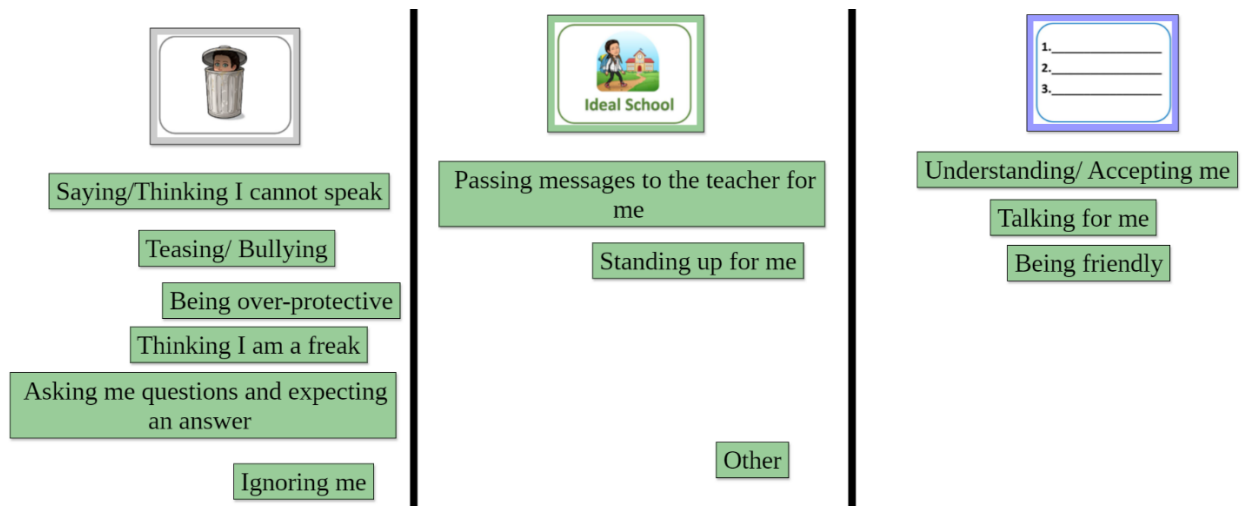 Saying/Thinking I cannot speak
Teasing/ Bullying
Being over-protective
Thinking I am a freak
Asking me questions and expecting
an answer
Ignoring me
Ideal School
Passing messages to the teacher for
me
Standing up for me
Other
1.
2.
3.
Understanding/ Accepting me
Talking for me
Being friendly